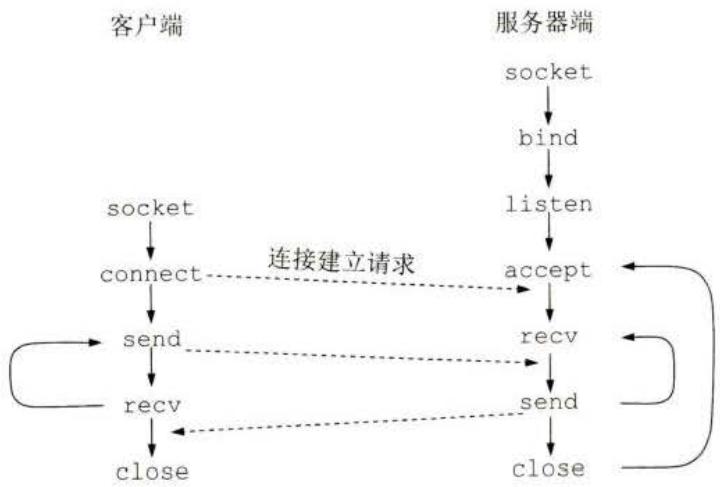 客户端
服务器端
socket
bind
listen
socket
连接建立请求
connect
accept
send
recv
recv
send
close
close